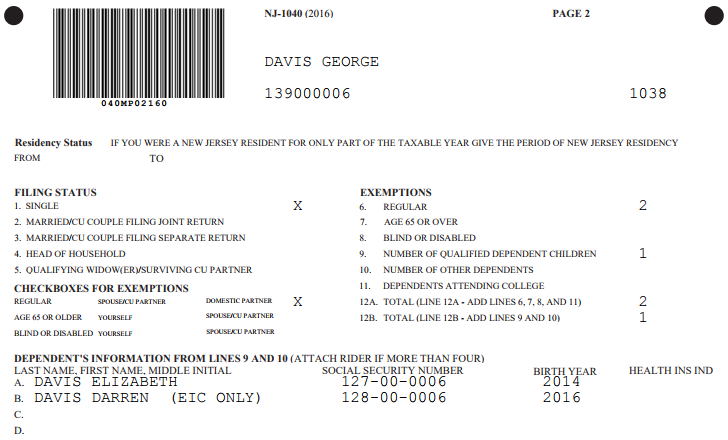 NJ-1040 (2016) PAGE 2
040MP02160
DAVIS GEORGE
139000006 1038
Residency Status IF YOU WERE A NEW JERSEY RESIDENT FOR ONLY PART OF THE TAXABLE YEAR GIVE THE PERIOD OF NEW JERSEY RESIDENCY
FROM TO
FILING STATUS
1. SINGLE X
2. MARRIED/CU COUPLE FILING JOINT RETURN
3. MARRIED/CU COUPLE FILING SEPARATE RETURN
4. HEAD OF HOUSEHOLD
5. QUALIFYING WIDOW(ER)/SURVIVING CU PARTNER
CHECKBOXES FOR EXEMPTIONS
REGULAR SPOUSE/CU PARTNER DOMESTIC PARTNER X
AGE 65 OR OLDER YOURSELF SPOUSE/CU PARTNER
BLIND OR DISABLED YOURSELF SPOUSE/CU PARTNER
EXEMPTIONS
6. REGULAR 2
7. AGE 65 OR OVER
8. BLIND OR DISABLED
9. NUMBER OF QUALIFIED DEPENDENT CHILDREN 1
10. NUMBER OF OTHER DEPENDENTS
11. DEPENDENTS ATTENDING COLLEGE
12A. TOTAL (LINE 12A - ADD LINES 6, 7, 8, AND 11) 2
12B. TOTAL (LINE 12B - ADD LINES 9 AND 10) 1
DEPENDENT'S INFORMATION FROM LINES 9 AND 10 (ATTACH RIDER IF MORE THAN FOUR)
LAST NAME, FIRST NAME, MIDDLE INITIAL SOCIAL SECURITY NUMBER BIRTH YEAR HEALTH INS IND
A. DAVIS ELIZABETH 127-00-0006 2014
B. DAVIS DARREN (EIC ONLY) 128-00-0006 2016
C.
D.